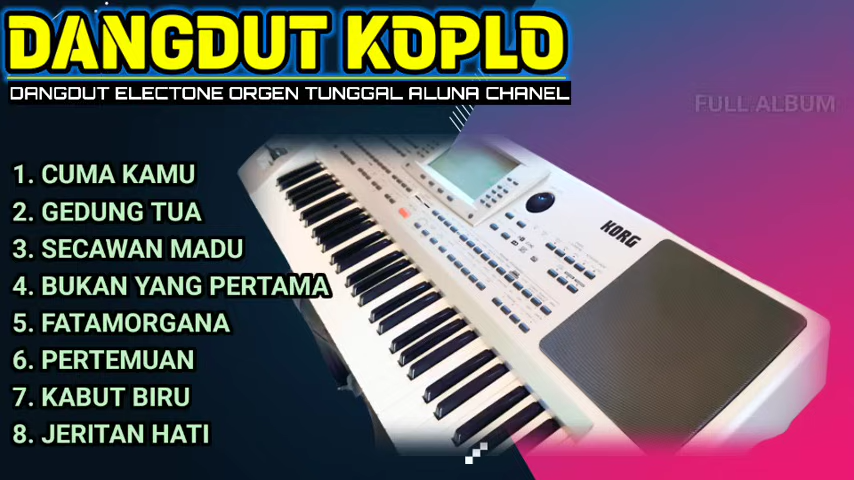 DANGDUT KOPLO
DANGDUT ELECTONE ORGEN TUNGGAL ALUNA CHANEL
FULL ALBUM
1. CUMA KAMU
2. GEDUNG TUA
3. SECAWAN MADU
4. BUKAN YANG PERTAMA
5. FATAMORGANA
6. PERTEMUAN
7. KABUT BIRU
8. JERITAN HATI
KORG